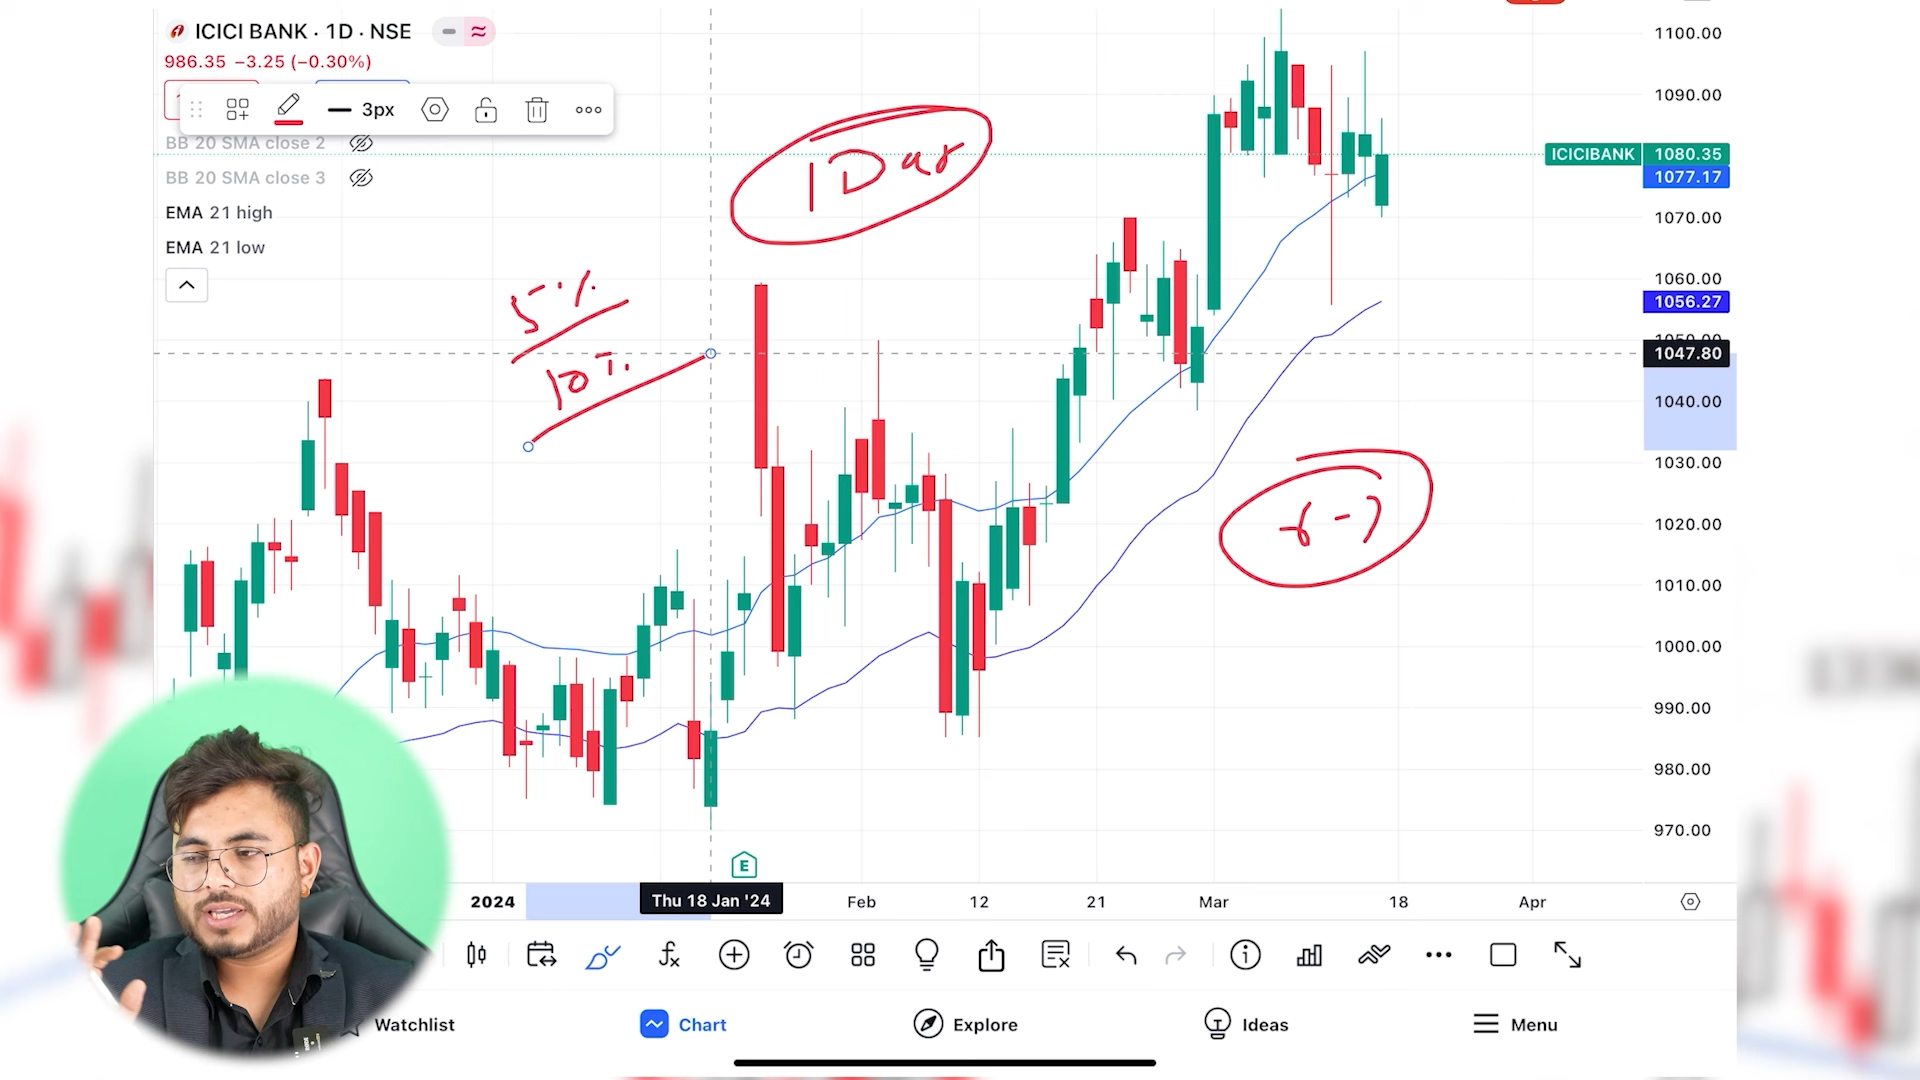 ICICI BANK · 1D · NSE
986.35 −3.25 (−0.30%)
3px
BB 20 SMA close 2
BB 20 SMA close 3
EMA 21 high
EMA 21 low
1 Day
5%
10%
6-7
1100.00
1090.00
ICICIBANK 1080.35
1077.17
1070.00
1060.00
1056.27
1047.80
1040.00
1030.00
1020.00
1010.00
1000.00
990.00
980.00
970.00
E
2024 Thu 18 Jan '24 Feb 12 21 Mar 18 Apr
Watchlist Chart Explore Ideas Menu